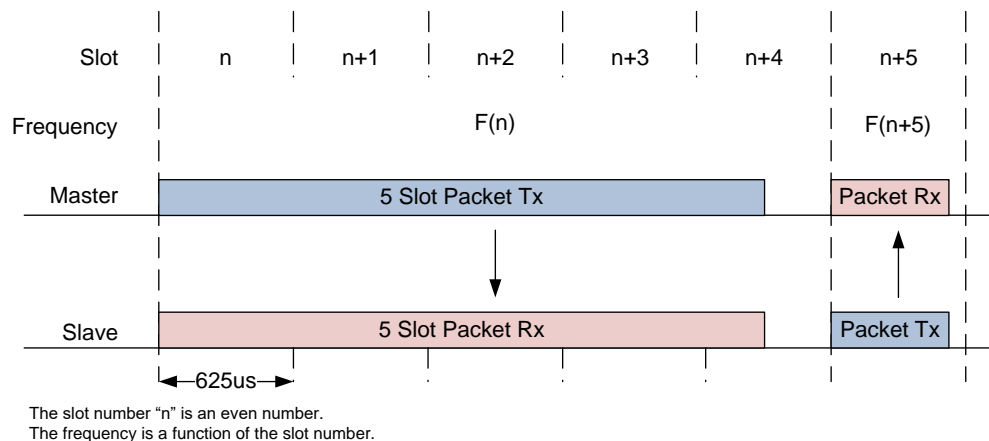 Slot n n+1 n+2 n+3 n+4 n+5
Frequency F(n) F(n+5)
Master 5 Slot Packet Tx Packet Rx
Slave 5 Slot Packet Rx Packet Tx
625us
The slot number “n” is an even number.
The frequency is a function of the slot number.